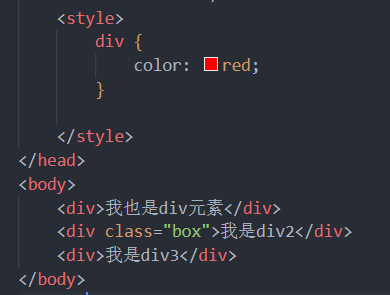 <style>
div {
color: red;
}
</style>
</head>
<body>
<div>我也是div元素</div>
<div class="box">我是div2</div>
<div>我是div3</div>
</body>